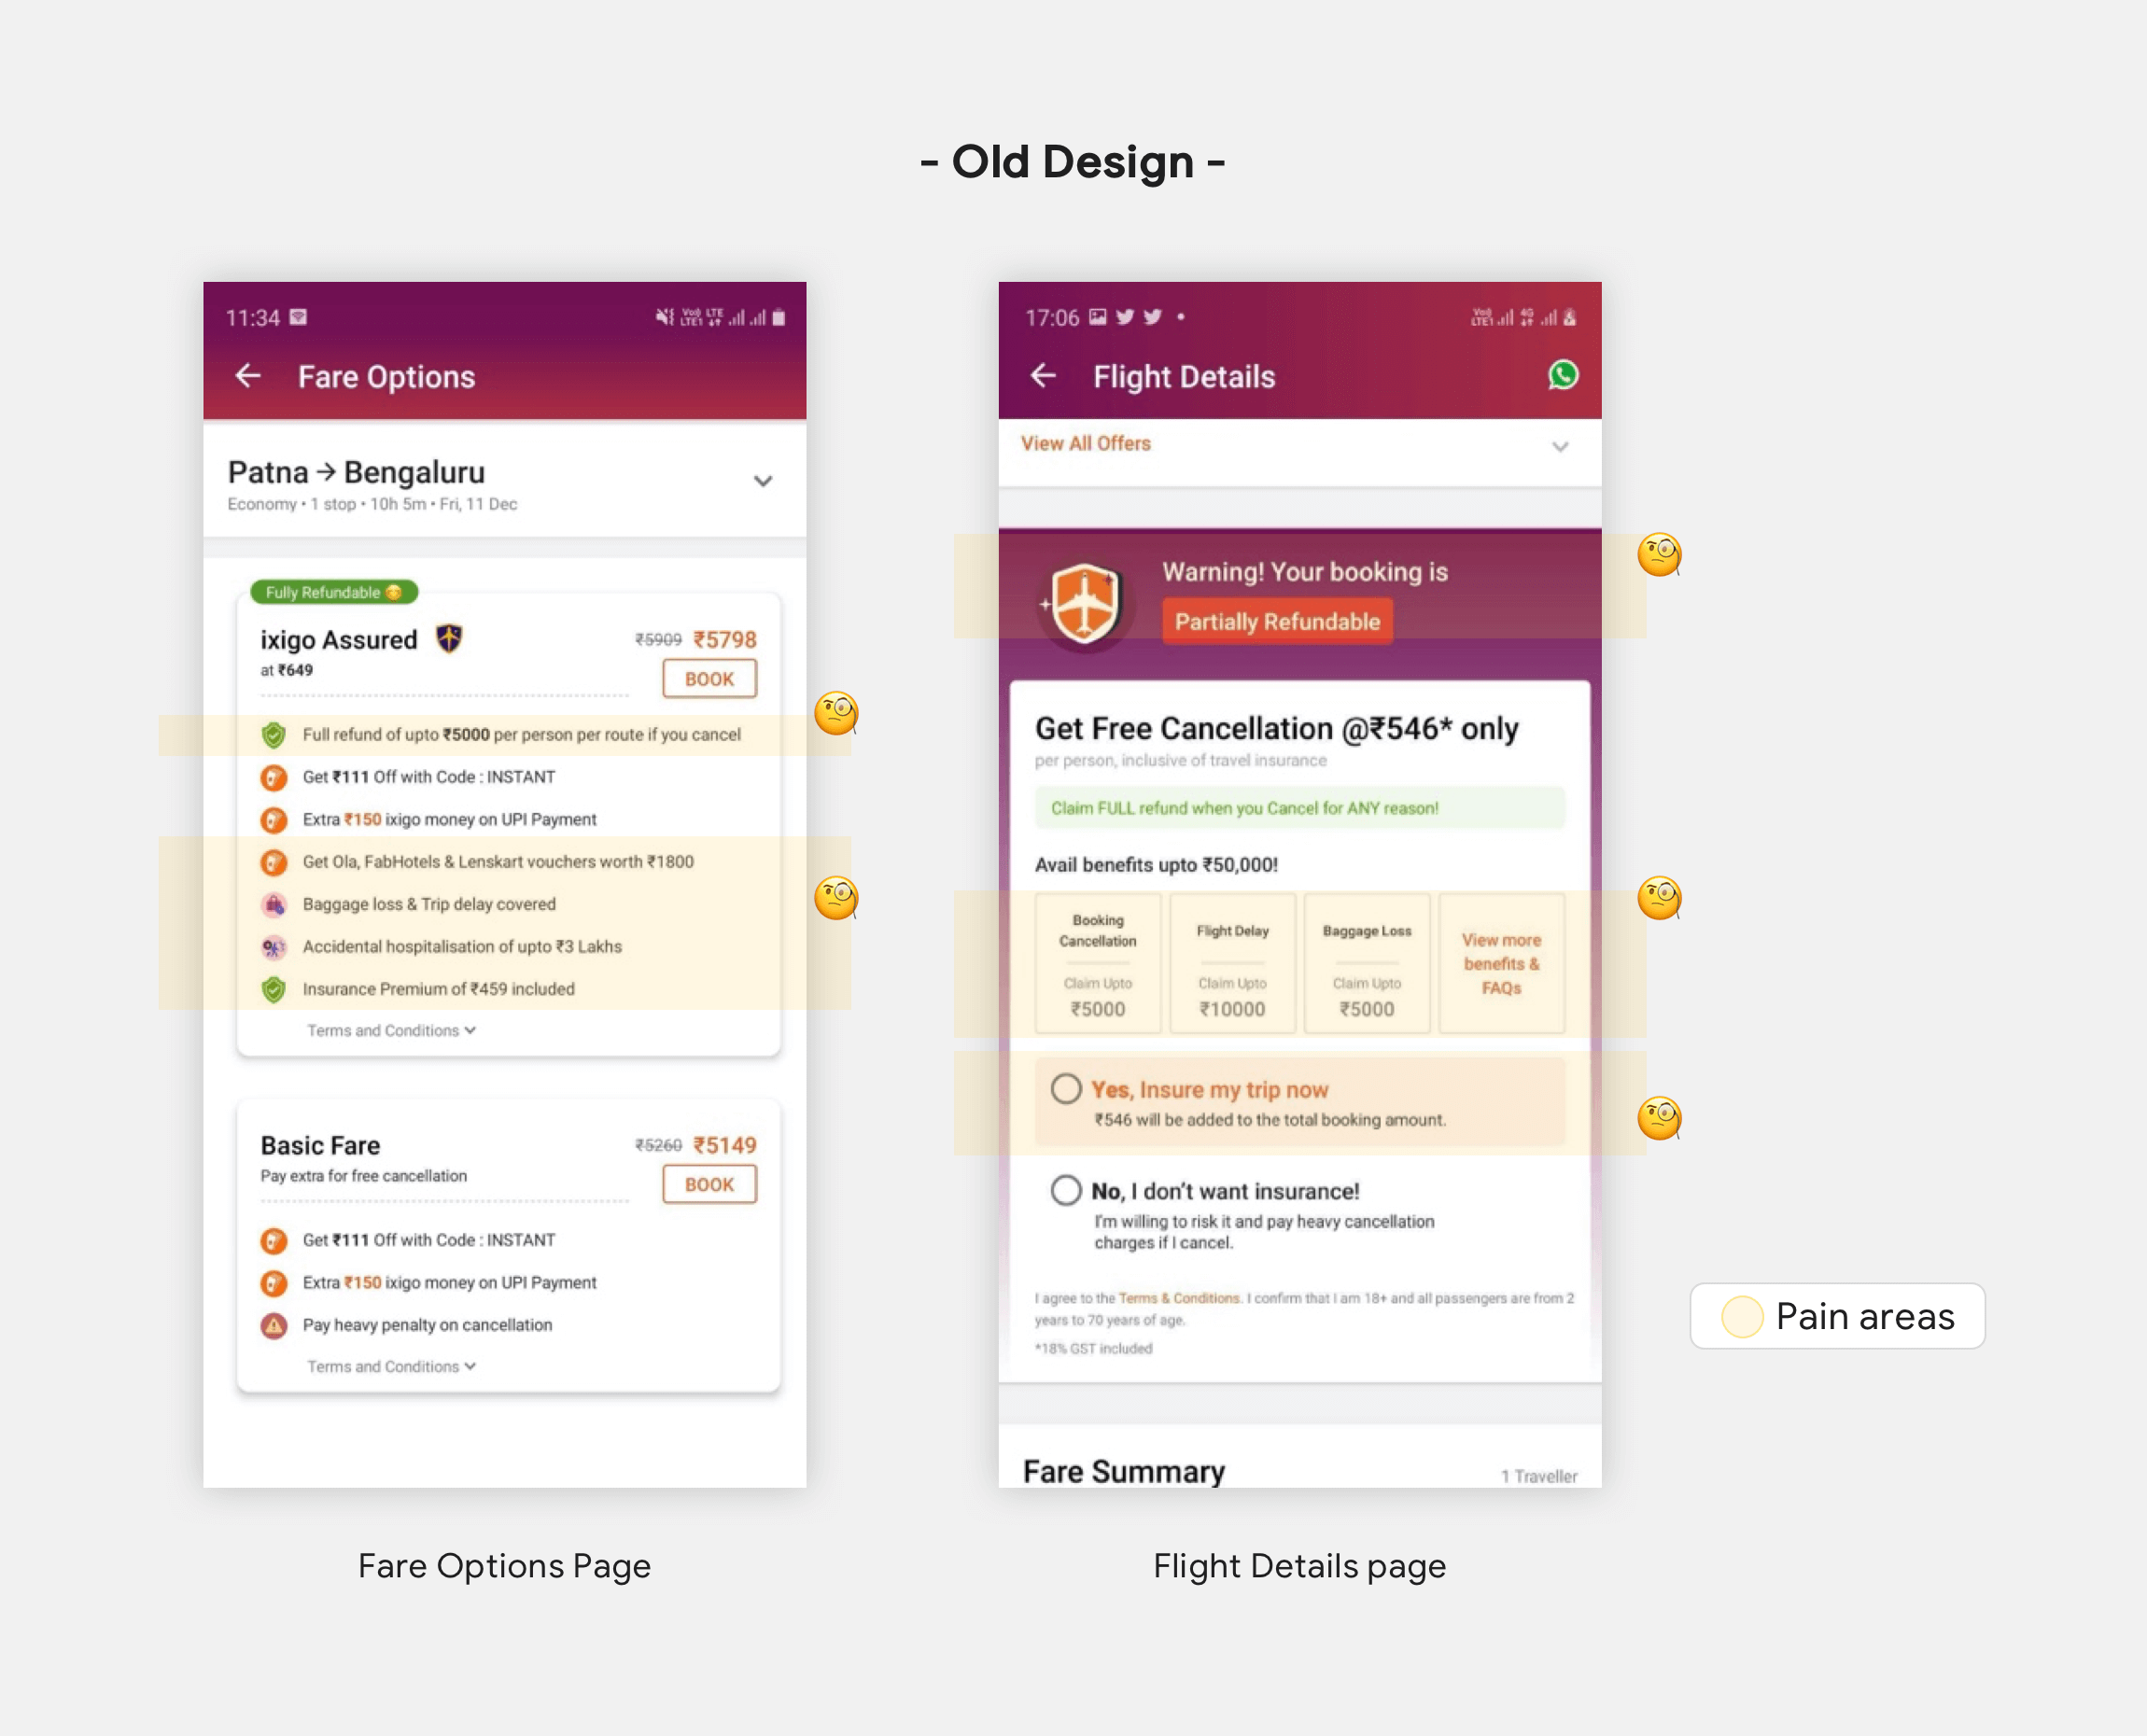 - Old Design -
11:34
Vo)) LTE
LTE1
Fare Options
Patna → Bengaluru
Economy • 1 stop • 10h 5m • Fri, 11 Dec
Fully Refundable
ixigo Assured
₹5909 ₹5798
at ₹649
BOOK
Full refund of upto ₹5000 per person per route if you cancel
Get ₹111 Off with Code : INSTANT
Extra ₹150 ixigo money on UPI Payment
Get Ola, FabHotels & Lenskart vouchers worth ₹1800
Baggage loss & Trip delay covered
Accidental hospitalisation of upto ₹3 Lakhs
Insurance Premium of ₹459 included
Terms and Conditions
Basic Fare
₹5260 ₹5149
Pay extra for free cancellation
BOOK
Get ₹111 Off with Code : INSTANT
Extra ₹150 ixigo money on UPI Payment
Pay heavy penalty on cancellation
Terms and Conditions
Fare Options Page
17:06
Vo)) 4G
LTE1
Flight Details
View All Offers
Warning! Your booking is
Partially Refundable
Get Free Cancellation @₹546* only
per person, inclusive of travel insurance
Claim FULL refund when you Cancel for ANY reason!
Avail benefits upto ₹50,000!
Booking
Cancellation
Claim Upto
₹5000
Flight Delay
Claim Upto
₹10000
Baggage Loss
Claim Upto
₹5000
View more
benefits &
FAQs
Yes, Insure my trip now
₹546 will be added to the total booking amount.
No, I don't want insurance!
I'm willing to risk it and pay heavy cancellation
charges if I cancel.
I agree to the Terms & Conditions. I confirm that I am 18+ and all passengers are from 2
years to 70 years of age.
*18% GST included
Fare Summary
1 Traveller
Flight Details page
Pain areas